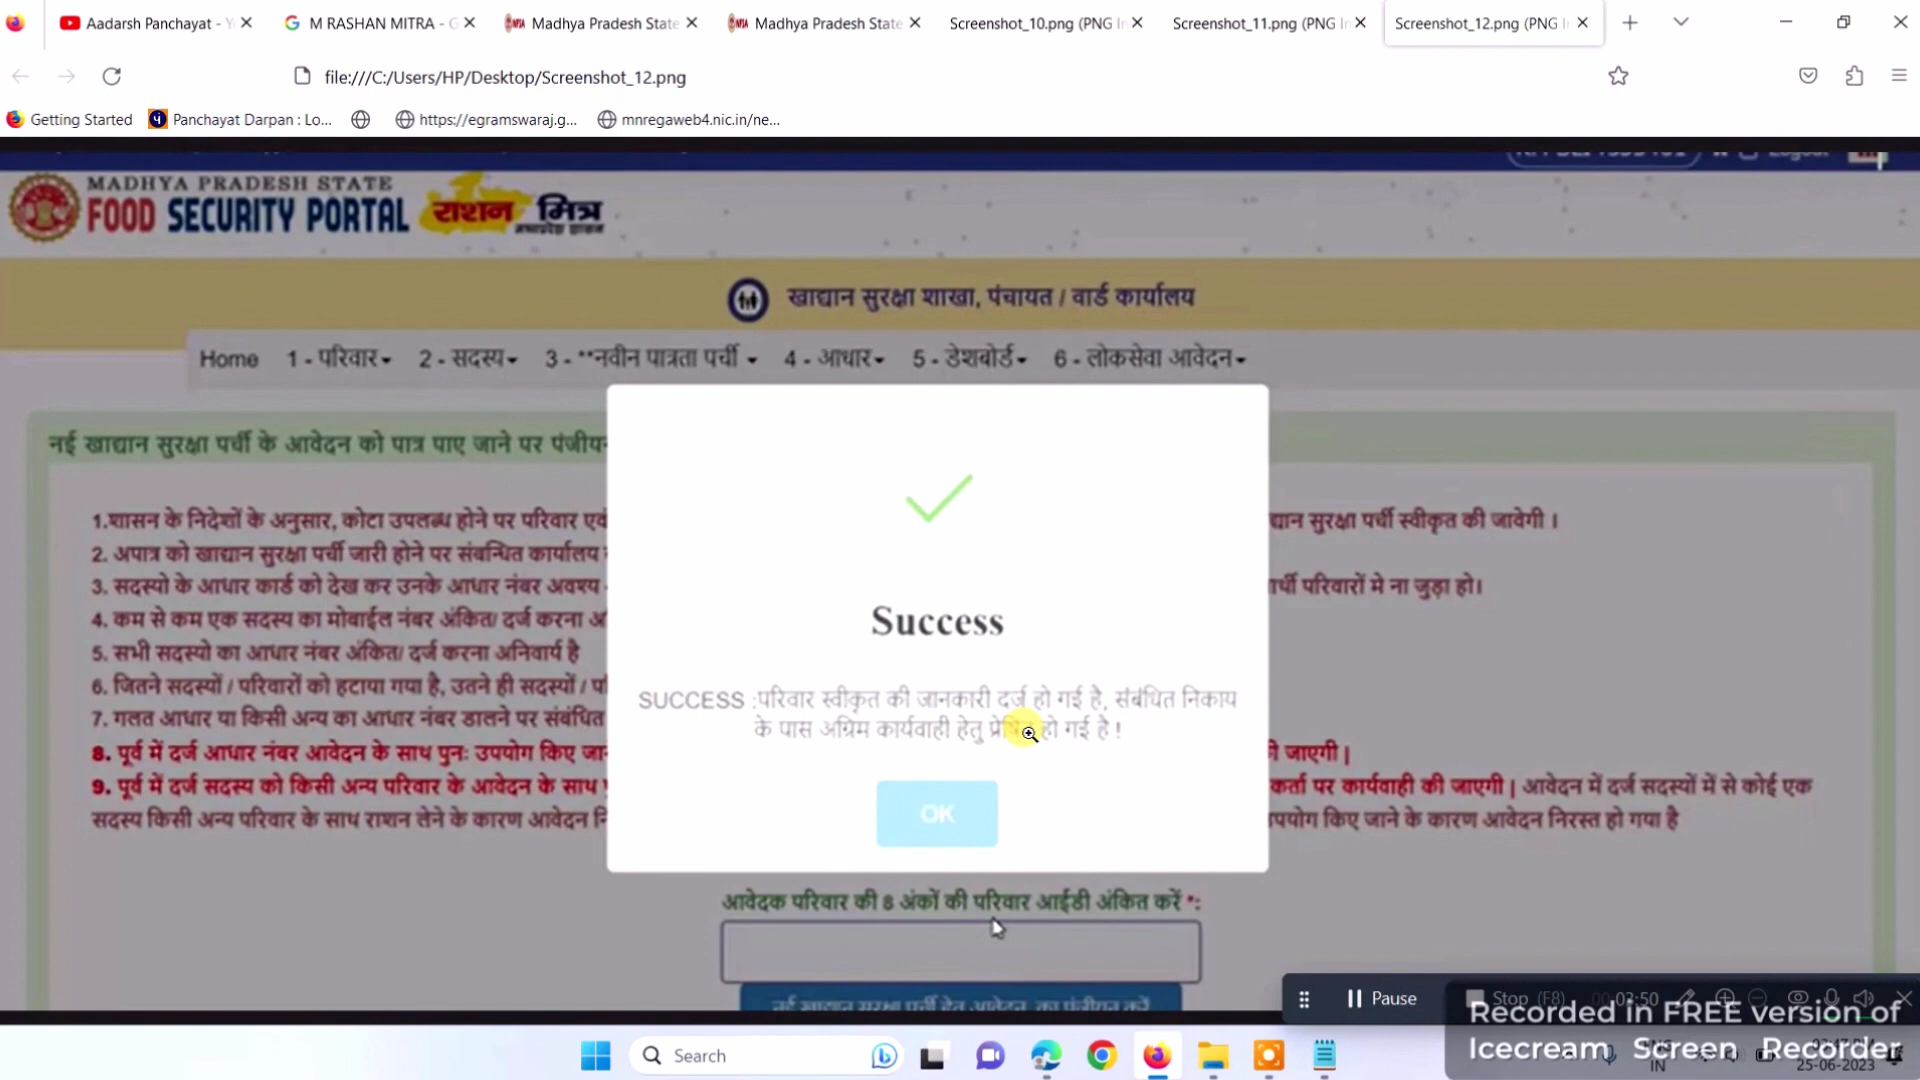 Aadarsh Panchayat -
M RASHAN MITRA -
Madhya Pradesh State
Madhya Pradesh State
Screenshot_10.png (PNG
Screenshot_11.png (PNG
Screenshot_12.png (PNG
file:///C:/Users/HP/Desktop/Screenshot_12.png
Getting Started
Panchayat Darpan : Lo...
https://egramswaraj.g...
mnregaweb4.nic.in/ne...
MADHYA PRADESH STATE
FOOD SECURITY PORTAL
राशन मित्र
खाद्यान सुरक्षा शाखा, पंचायत / वार्ड कार्यालय
Home 1 - परिवार 2 - सदस्य 3 - **नवीन पात्रता पर्ची 4 - आधार 5 - डेशबोर्ड 6 - लोकसेवा आवेदन
नई खाद्यान सुरक्षा पर्ची के आवेदन को पात्र पाए जाने पर
1.शासन के निर्देशों के अनुसार, कोटा उपलब्ध होने पर परिवार
सुरक्षा पर्ची स्वीकृत की जावेगी ।
2. अपात्र को खाद्यान सुरक्षा पर्ची जारी होने पर संबन्धित कार्यालय
3. सदस्यो के आधार कार्ड को देख कर उनके आधार नंबर अवश्य
परिवारों मे ना जुड़ा हो।
4. कम से कम एक सदस्य का मोबाईल नंबर अंकित/ दर्ज करना
5. सभी सदस्यो का आधार नंबर अंकित/ दर्ज करना अनिवार्य है
6. जितने सदस्यों / परिवारों को हटाया गया है, उतने ही सदस्यों /
7. गलत आधार या किसी अन्य का आधार नंबर डालने पर संबंधित
8. पूर्व में दर्ज आधार नंबर आवेदन के साथ पुनः उपयोग किए
जाएगी |
9. पूर्व में दर्ज सदस्य को किसी अन्य परिवार के आवेदन के साथ
कर्ता पर कार्यवाही की जाएगी | आवेदन में दर्ज सदस्यों में से कोई एक
सदस्य किसी अन्य परिवार के साथ राशन लेने के कारण आवेदन
किए जाने के कारण आवेदन निरस्त हो गया है
Success
SUCCESS :परिवार स्वीकृत की जानकारी दर्ज हो गई है, संबंधित निकाय
के पास अग्रिम कार्यवाही हेतु प्रेषित हो गई है !
OK
आवेदक परिवार की 8 अंकों की परिवार आईडी अंकित करें *:
नई खाद्यान सुरक्षा पर्ची हेतु आवेदन का पंजीयन करें
Pause
Stop (F8)
Recorded in FREE version of
Icecream Screen Recorder
Search
IN
25-06-2023